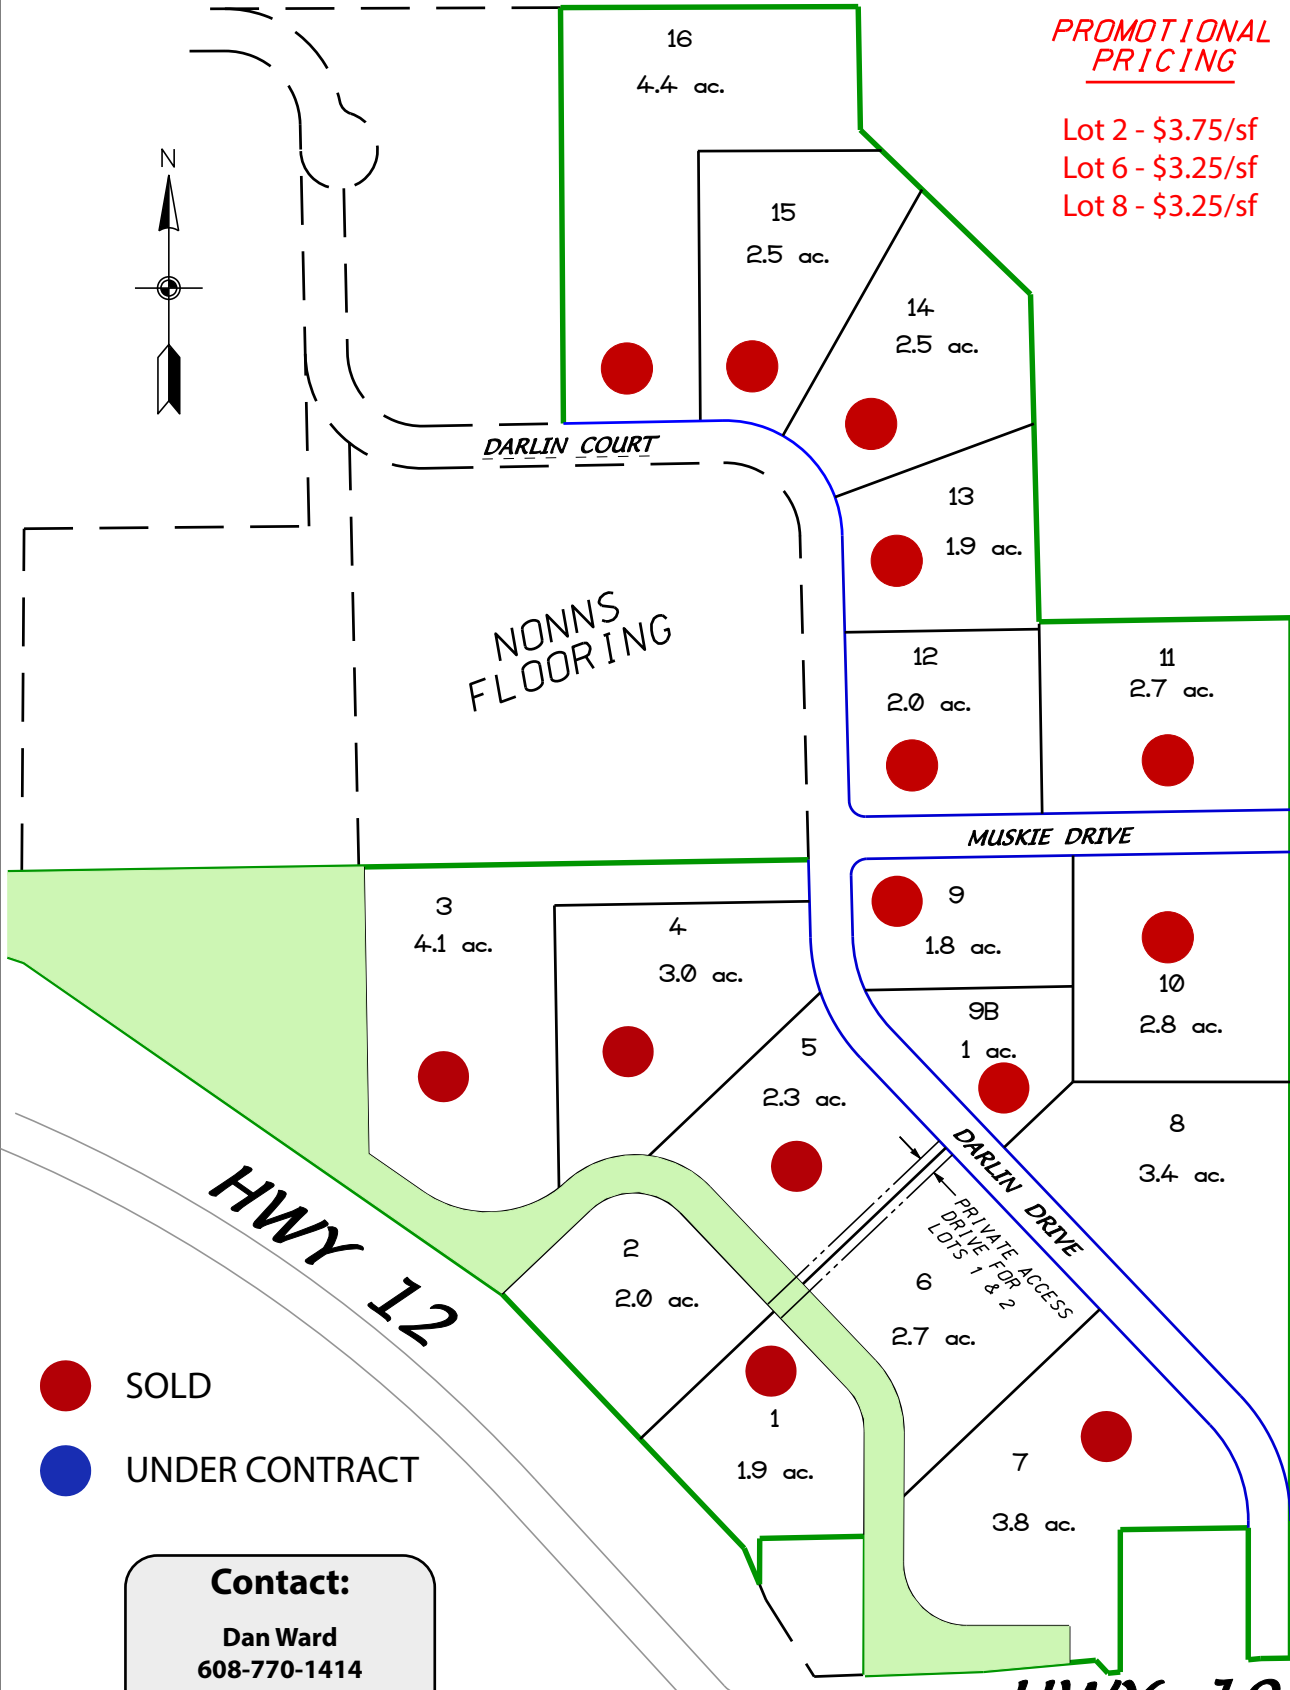 PROMOTIONAL
PRICING
Lot 2 - $3.75/sf
Lot 6 - $3.25/sf
Lot 8 - $3.25/sf
N
16
4.4 ac.
15
2.5 ac.
14
2.5 ac.
DARLIN COURT
13
1.9 ac.
NONNS
FLOORING
12
2.0 ac.
11
2.7 ac.
MUSKIE DRIVE
3
4.1 ac.
4
3.0 ac.
9
1.8 ac.
10
2.8 ac.
9B
1 ac.
5
2.3 ac.
8
3.4 ac.
DARLIN DRIVE
PRIVATE ACCESS
DRIVE FOR
LOTS 1 & 2
HWY 12
2
2.0 ac.
6
2.7 ac.
1
1.9 ac.
7
3.8 ac.
SOLD
UNDER CONTRACT
Contact:
Dan Ward
608-770-1414